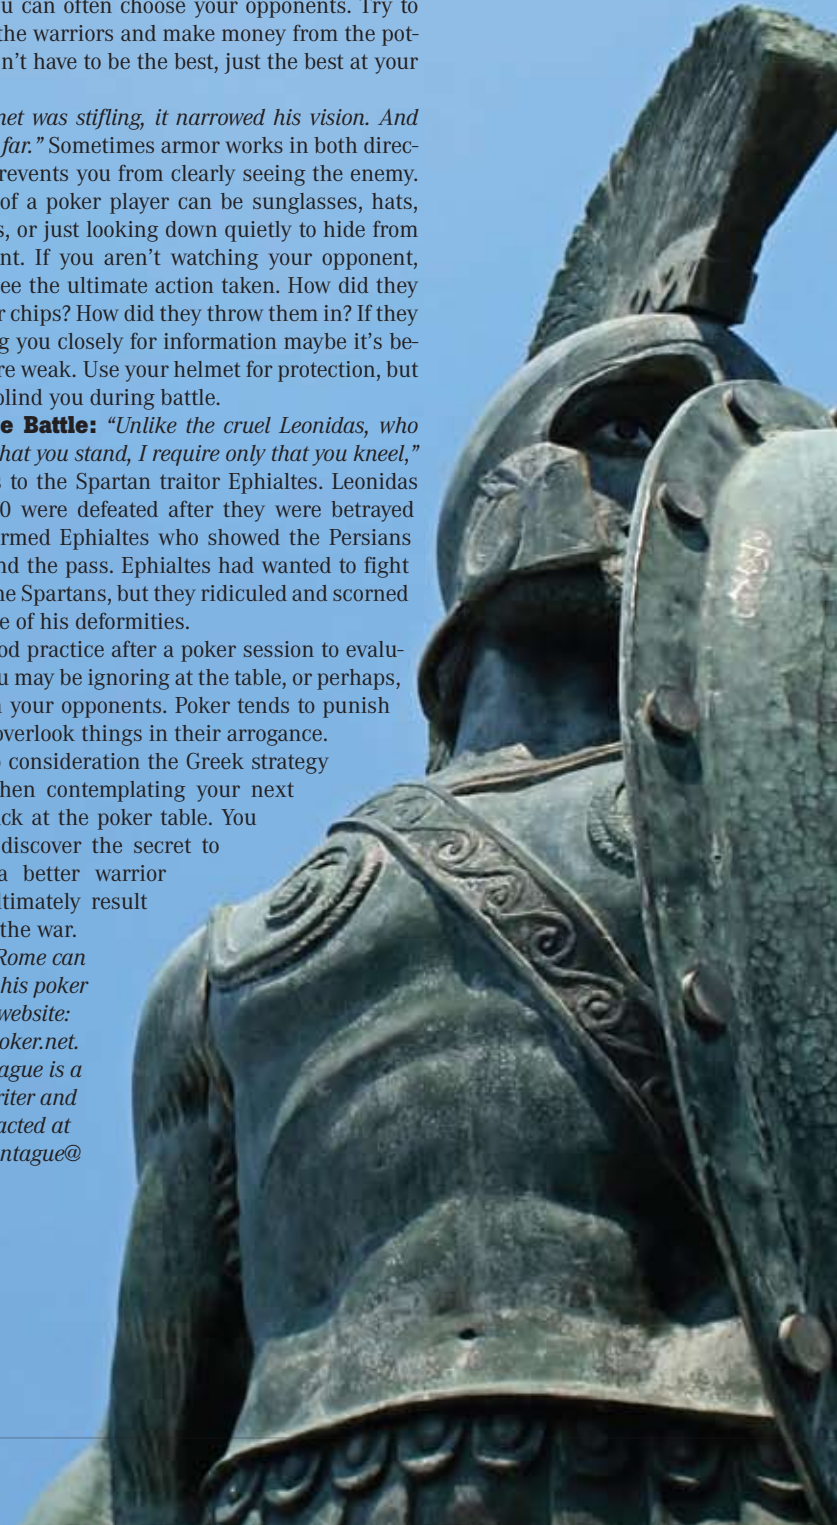 u can often choose your opponents. Try to
the warriors and make money from the pot-
n't have to be the best, just the best at your
net was stifling, it narrowed his vision. And
far." Sometimes armor works in both direc-
revents you from clearly seeing the enemy.
of a poker player can be sunglasses, hats,
s, or just looking down quietly to hide from
nt. If you aren't watching your opponent,
ee the ultimate action taken. How did they
r chips? How did they throw them in? If they
g you closely for information maybe it's be-
re weak. Use your helmet for protection, but
blind you during battle.
e Battle: "Unlike the cruel Leonidas, who
hat you stand, I require only that you kneel,"
s to the Spartan traitor Ephialtes. Leonidas
0 were defeated after they were betrayed
rmed Ephialtes who showed the Persians
nd the pass. Ephialtes had wanted to fight
he Spartans, but they ridiculed and scorned
e of his deformities.
od practice after a poker session to evalu-
u may be ignoring at the table, or perhaps,
n your opponents. Poker tends to punish
overlook things in their arrogance.
o consideration the Greek strategy
hen contemplating your next
ck at the poker table. You
discover the secret to
a better warrior
ltimately result
the war.
Rome can
his poker
website:
oker.net.
ague is a
riter and
acted at
ntague@